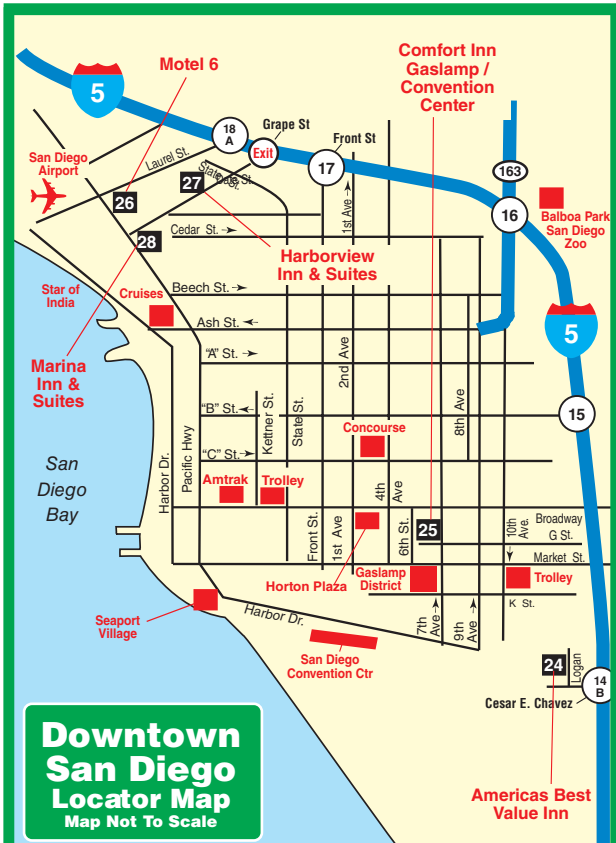 Comfort Inn
Gaslamp /
Convention
Center
Motel 6
5
18
A
Grape St
Exit
Front St
17
San Diego
Airport
Laurel St.
State St.
26
27
28
1st Ave
163
16
Balboa Park
San Diego
Zoo
Cedar St.
Harborview
Inn & Suites
Star of
India
Cruises
Beech St.
Ash St.
5
Marina
Inn &
Suites
"A" St.
2nd Ave
8th Ave
15
"B" St.
Kettner St.
State St.
Concourse
"C" St.
San
Diego
Bay
Harbor Dr.
Pacific Hwy
Amtrak
Trolley
4th
Ave
Front St.
1st Ave
6th St.
25
10th
Ave.
Broadway
G St.
Market St.
Horton Plaza
Gaslamp
District
Trolley
K St.
Seaport
Village
Harbor Dr.
7th
Ave
9th
Ave
San Diego
Convention Ctr
24
Logan
14
B
Cesar E. Chavez
Downtown
San Diego
Locator Map
Map Not To Scale
Americas Best
Value Inn